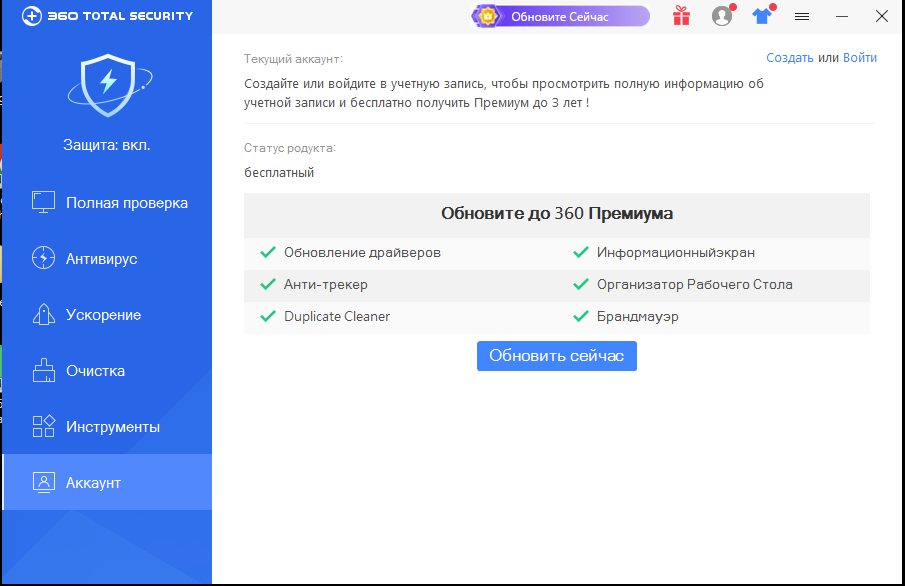 360 TOTAL SECURITY
Обновите Сейчас
Защита: вкл.
Полная проверка
Антивирус
Ускорение
Очистка
Инструменты
Аккаунт
Текущий аккаунт:
Создать или Войти
Создайте или войдите в учетную запись, чтобы просмотрить полную информацию об
учетной записи и бесплатно получить Премиум до 3 лет !
Статус родукта:
бесплатный
Обновите до 360 Премиума
Обновление драйверов
Информационныйэкран
Анти-трекер
Организатор Рабочего Стола
Duplicate Cleaner
Брандмауэр
Обновить сейчас